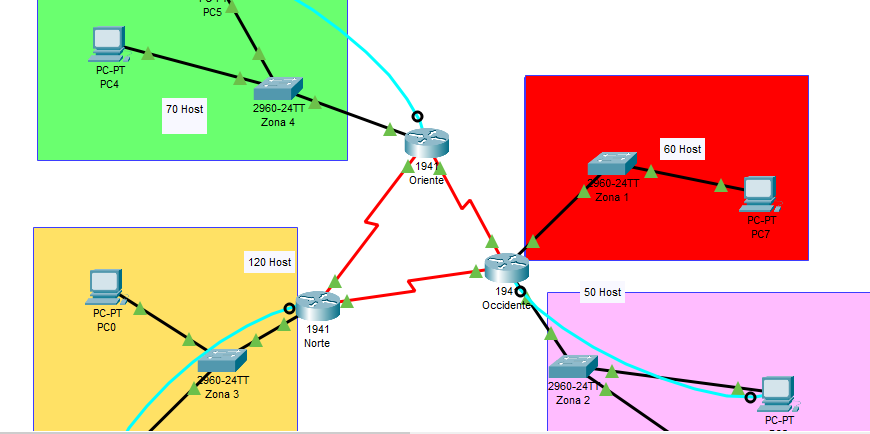 PC5
PC-PT
PC4
70 Host
2960-24TT
Zona 4
1941
Oriente
60 Host
2960-24TT
Zona 1
PC-PT
PC7
120 Host
PC-PT
PC0
1941
Norte
2960-24TT
Zona 3
1941
Occidente
50 Host
2960-24TT
Zona 2
PC-PT